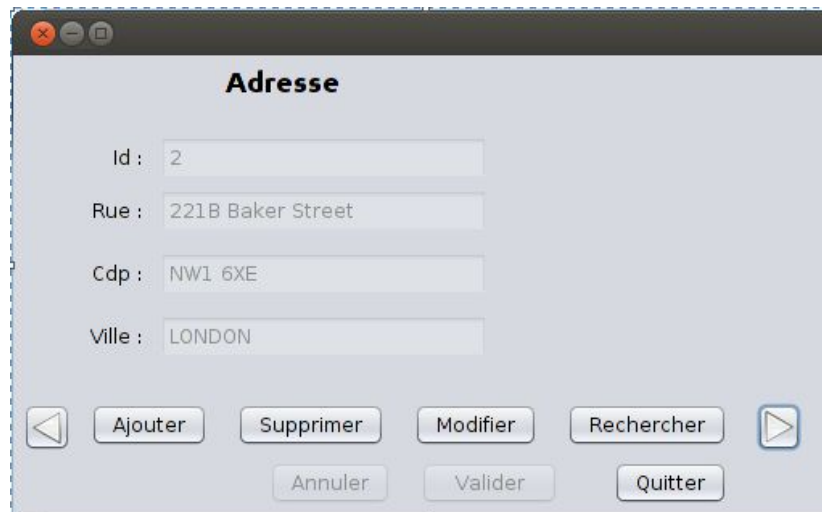 Adresse
Id : 2
Rue : 221B Baker Street
Cdp : NW1 6XE
Ville : LONDON
Ajouter Supprimer Modifier Rechercher
Annuler Valider Quitter